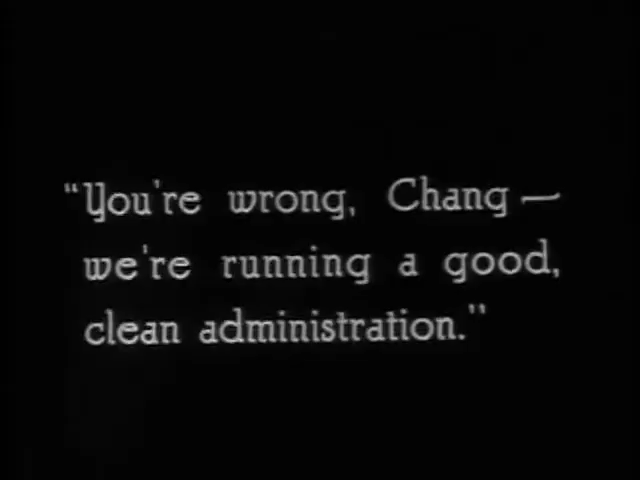 "You're wrong, Chang —
we're running a good,
clean administration."